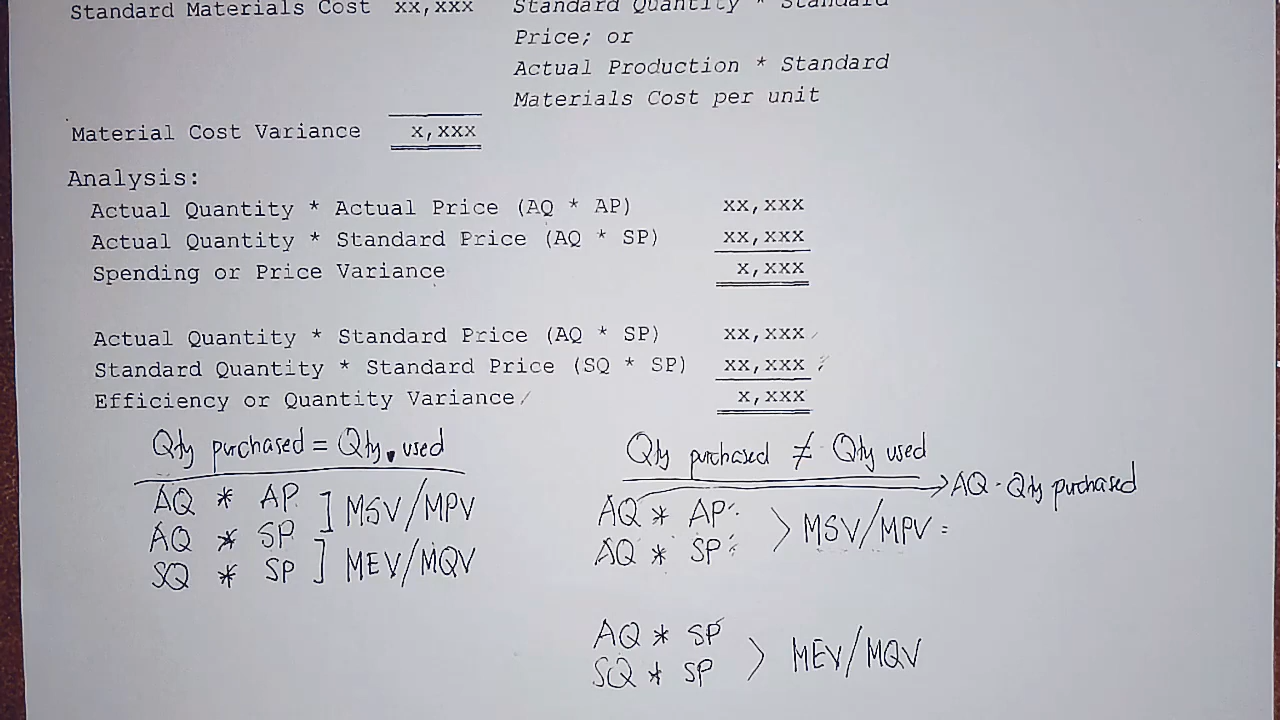 Standard Materials Cost xx,xxx Standard Quantity * Standard
Price; or
Actual Production * Standard
Materials Cost per unit
Material Cost Variance x,xxx
Analysis:
Actual Quantity * Actual Price (AQ * AP) xx,xxx
Actual Quantity * Standard Price (AQ * SP) xx,xxx
Spending or Price Variance x,xxx
Actual Quantity * Standard Price (AQ * SP) xx,xxx
Standard Quantity * Standard Price (SQ * SP) xx,xxx
Efficiency or Quantity Variance x,xxx
Qty purchased = Qty. used
AQ * AP ] MSV/MPV
AQ * SP
SQ * SP ] MEV/MQV
Qty purchased ≠ Qty used
AQ - Qty purchased
AQ * AP > MSV/MPV =
AQ * SP
AQ * SP > MEV/MQV
SQ * SP